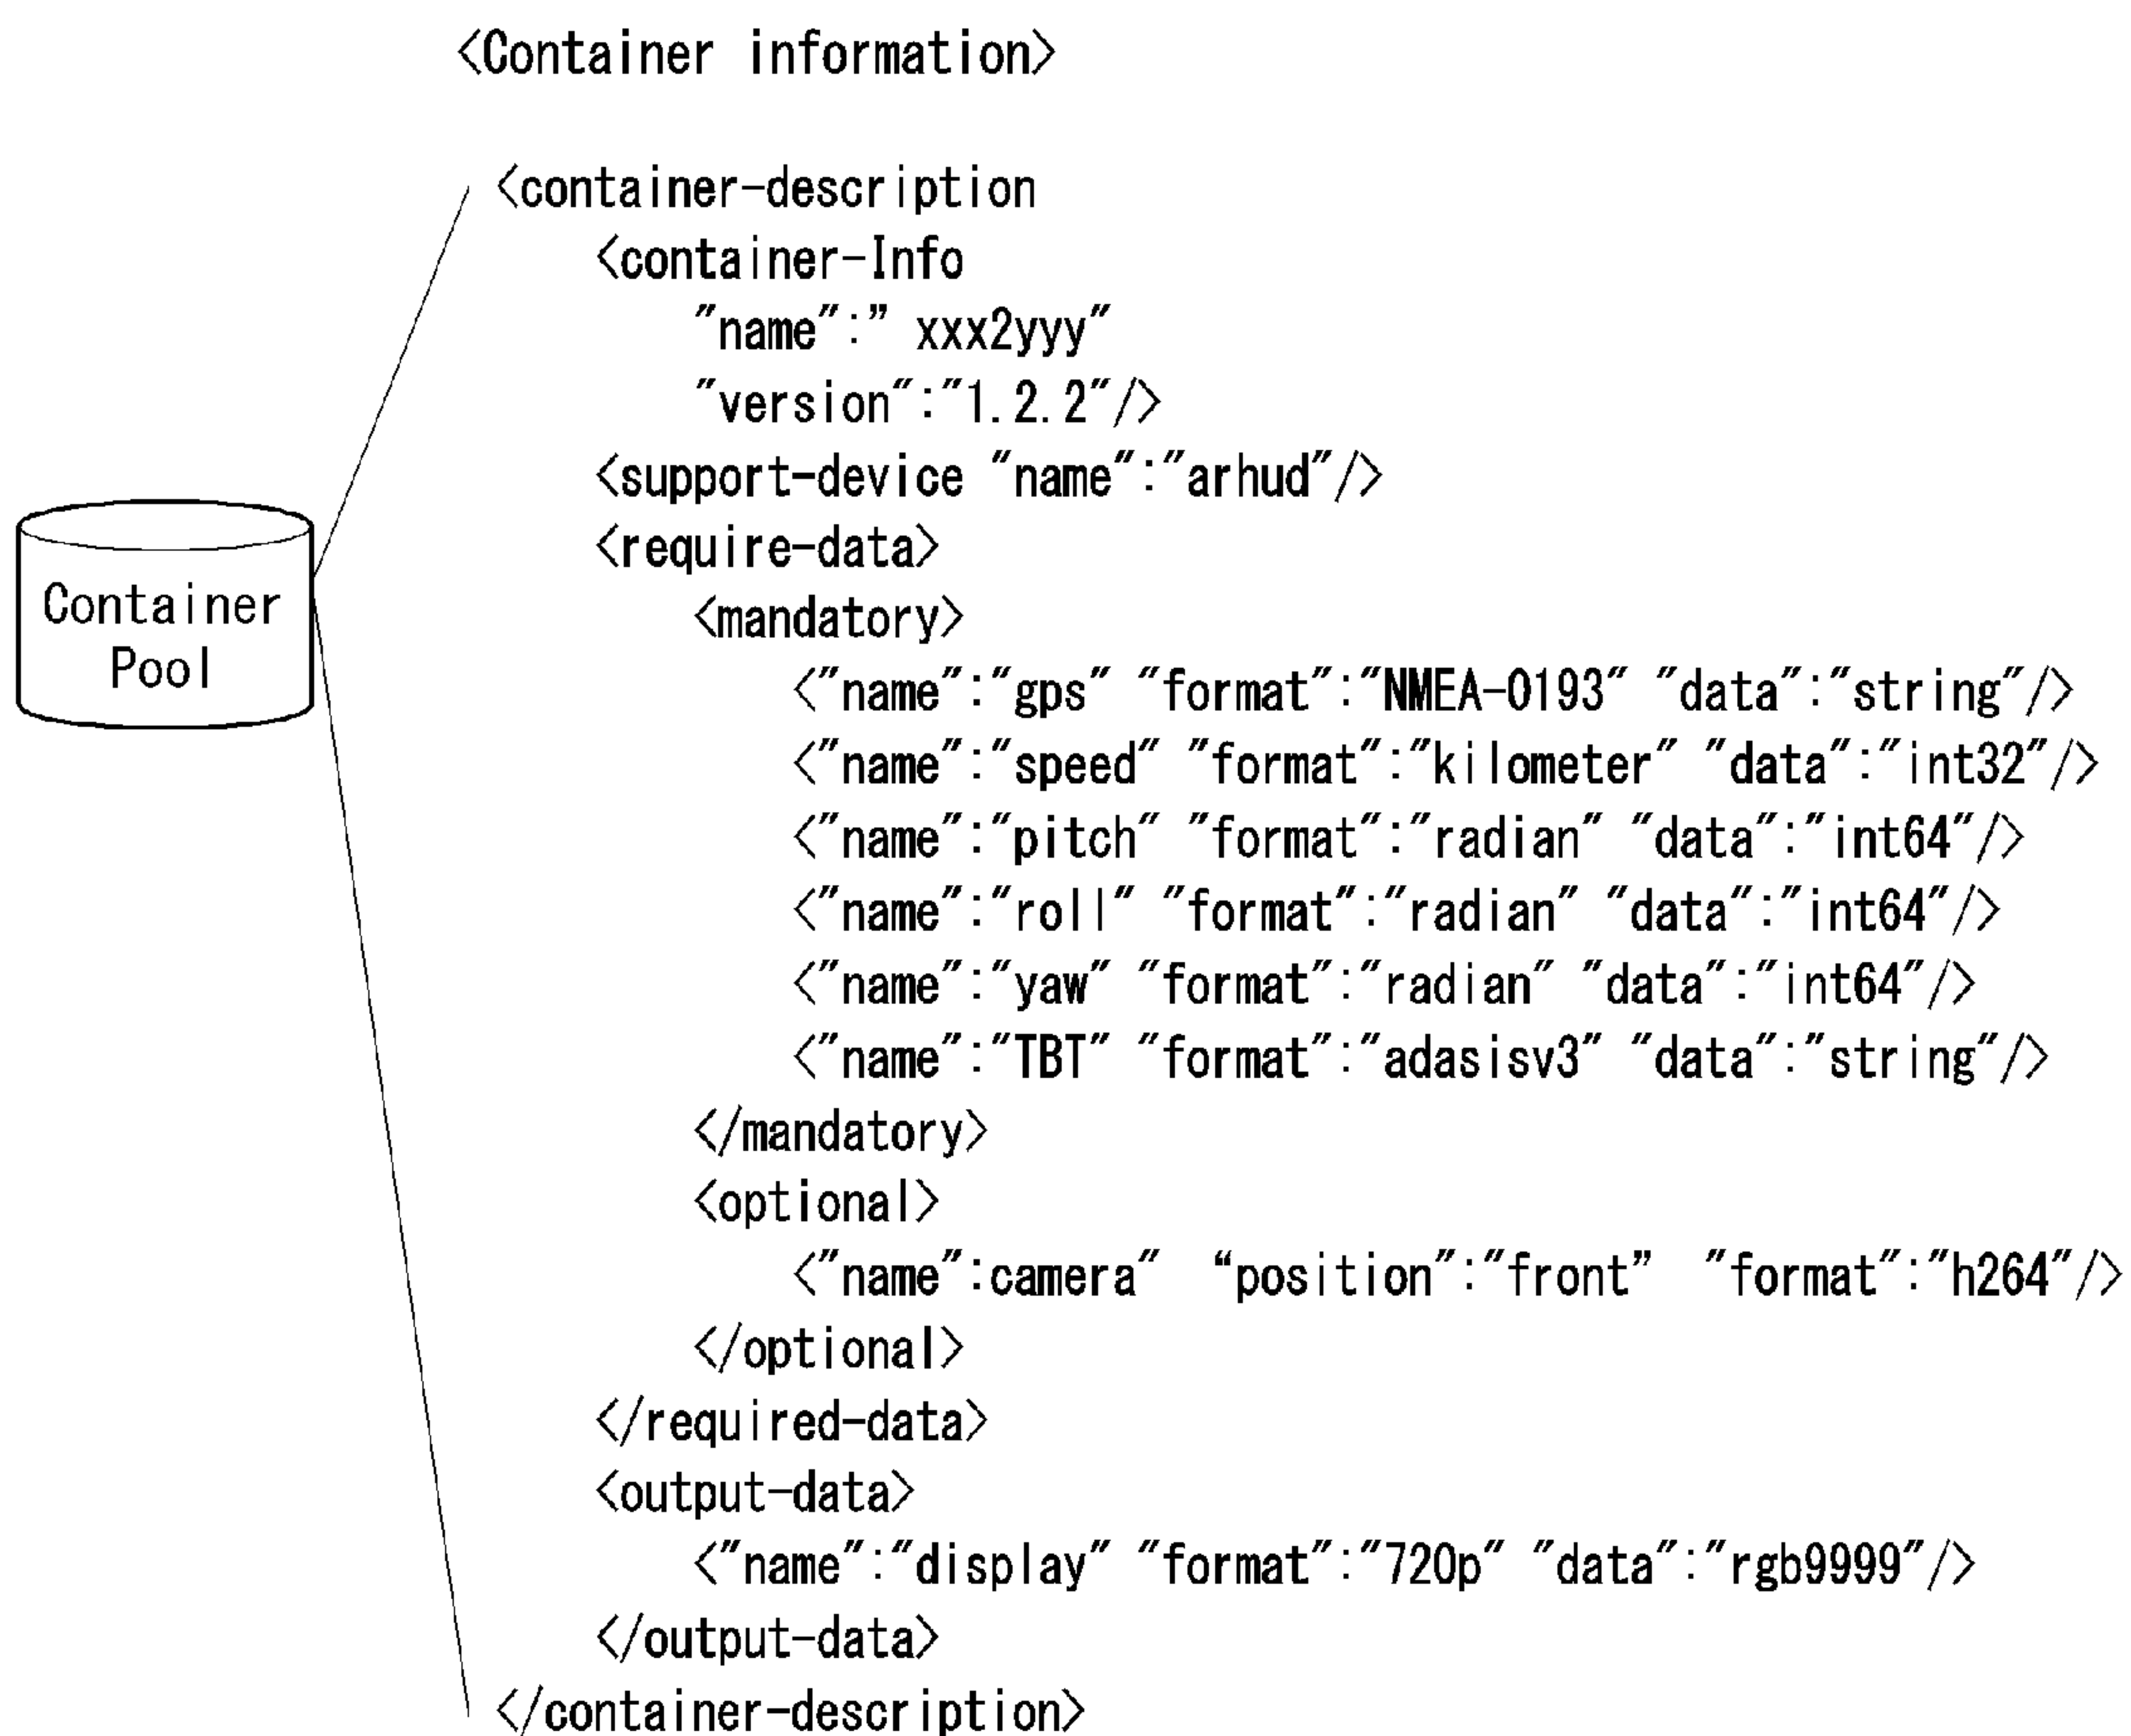 <Container information>
<container-description
<container-Info
"name":” xxx2yyy"
"version":"1.2.2"/>
<support-device "name":"arhud"/>
<require-data>
<mandatory>
<"name":"gps" "format":"NMEA-0193" "data":"string"/>
<"name":"speed" "format":"kilometer" "data":"int32"/>
<"name":"pitch" "format":"radian" "data":"int64"/>
<"name":"roll" "format":"radian" "data":"int64"/>
<"name":"yaw" "format":"radian" "data":"int64"/>
<"name":"TBT" "format":"adasisv3" "data":"string"/>
</mandatory>
<optional>
<"name":camera" “position":"front” "format":"h264"/>
</optional>
</required-data>
<output-data>
<"name":"display" "format":"720p" "data":"rgb9999"/>
</output-data>
</container-description>
Container
Pool